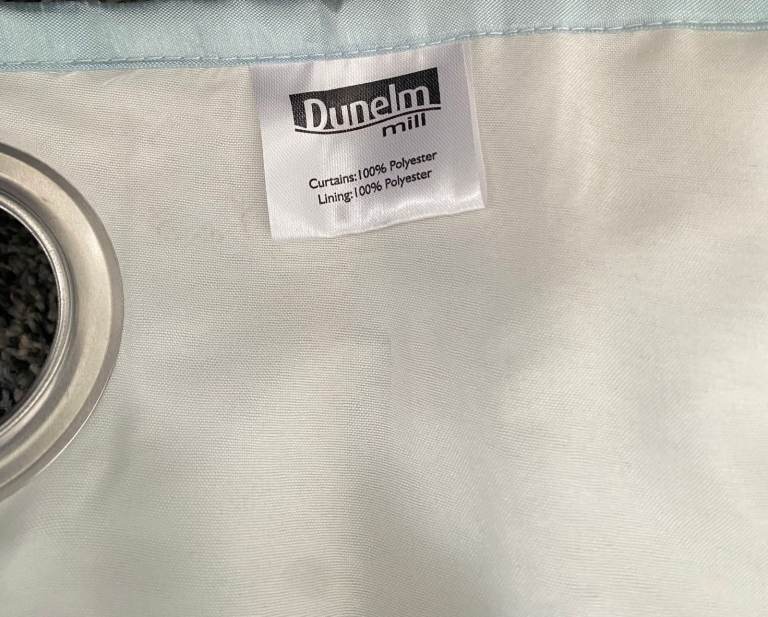 Dunelm
mill
Curtains:100% Polyester
Lining:100% Polyester